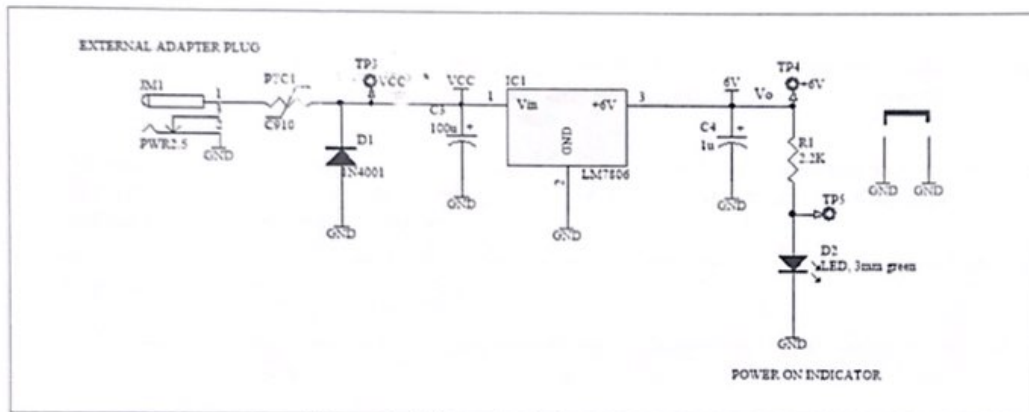 EXTERNAL ADAPTER PLUG
JM1
1
PWR2.5
GND
PTC1
C910
TP3
VCC
D1
1N4001
GND
VCC
C3
100u
+
GND
IC1
1
Vin
+6V
3
GND
2
LM7806
GND
6V
Vo
C4
1u
+
GND
TP4
+6V
R1
2.2K
TP5
D2
LED, 3mm green
GND
POWER ON INDICATOR
GND
GND